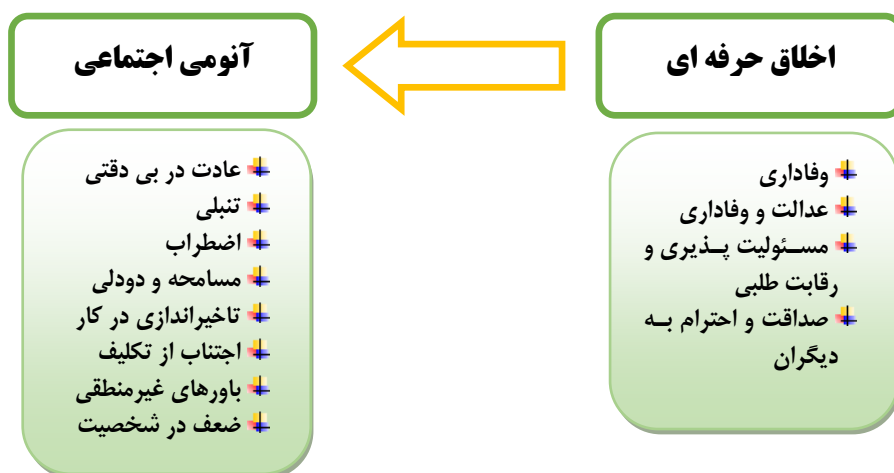 اخلاق حرفه ای
وفاداری
عدالت و وفاداری
مسـئولیت پـذیری و
رقابت طلبی
صداقت و احترام بـه
دیگران
آنومی اجتماعی
عادت در بی دقتی
تنبلی
اضطراب
مسامحه و دودلی
تاخیراندازی در کار
اجتناب از تکلیف
باورهای غیرمنطقی
ضعف در شخصیت